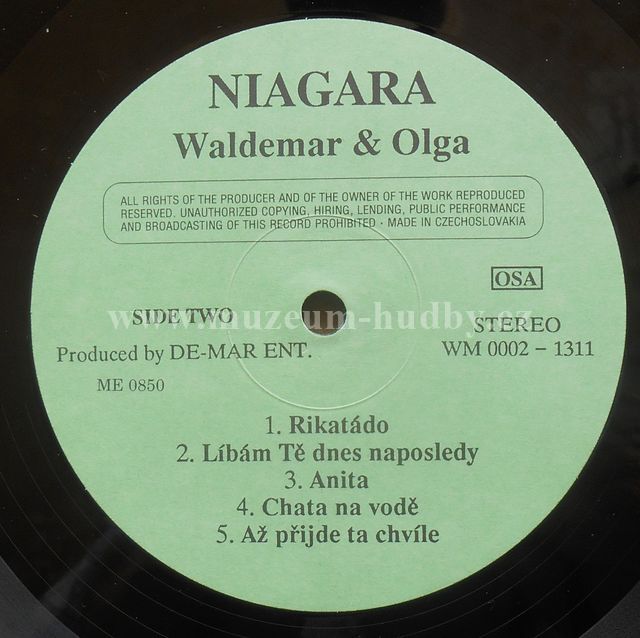 NIAGARA
Waldemar & Olga
ALL RIGHTS OF THE PRODUCER AND OF THE OWNER OF THE WORK REPRODUCED
RESERVED. UNAUTHORIZED COPYING, HIRING, LENDING, PUBLIC PERFORMANCE
AND BROADCASTING OF THIS RECORD PROHIBITED · MADE IN CZECHOSLOVAKIA
OSA
www.muzeum-hudby.cz
SIDE TWO
STEREO
Produced by DE-MAR ENT.
WM 0002 – 1311
ME 0850
1. Rikatádo
2. Líbám Tě dnes naposledy
3. Anita
4. Chata na vodě
5. Až přijde ta chvíle